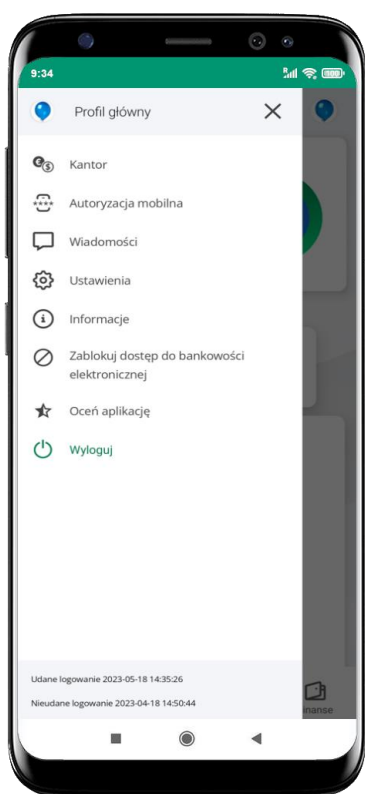 9:34
Profil główny
Kantor
Autoryzacja mobilna
Wiadomości
Ustawienia
Informacje
Zablokuj dostęp do bankowości
elektronicznej
Oceń aplikację
Wyloguj
Udane logowanie 2023-05-18 14:35:26
Nieudane logowanie 2023-04-18 14:50:44
inanse